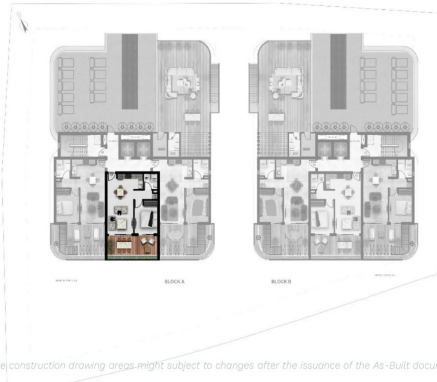 BLOCK A
BLOCK B
e construction drawing areas might subject to changes after the issuance of the As-Built docu